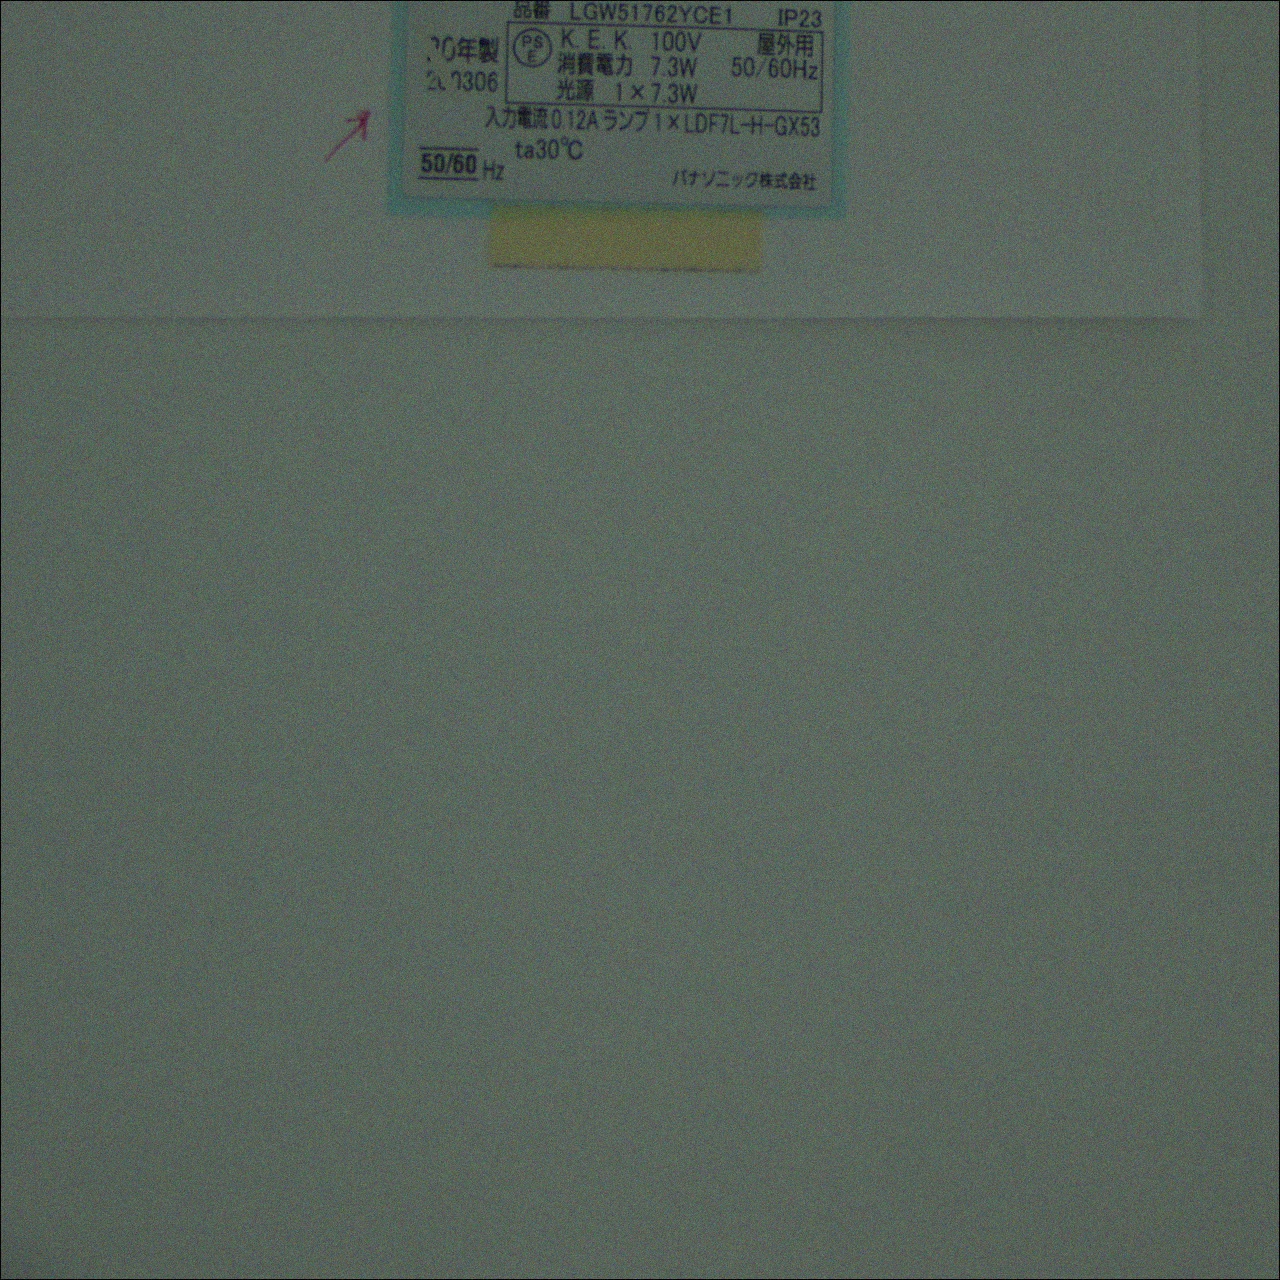 品番 LGW51762YCE1 IP23
PS E K.E.K. 100V 屋外用
年製
消費電力 7.3W 50/60Hz
0306
光源 1×7.3W
入力電流0.12A ランプ1×LDF7L-H-GX53
ta30℃
50/60 Hz
パナソニック株式会社